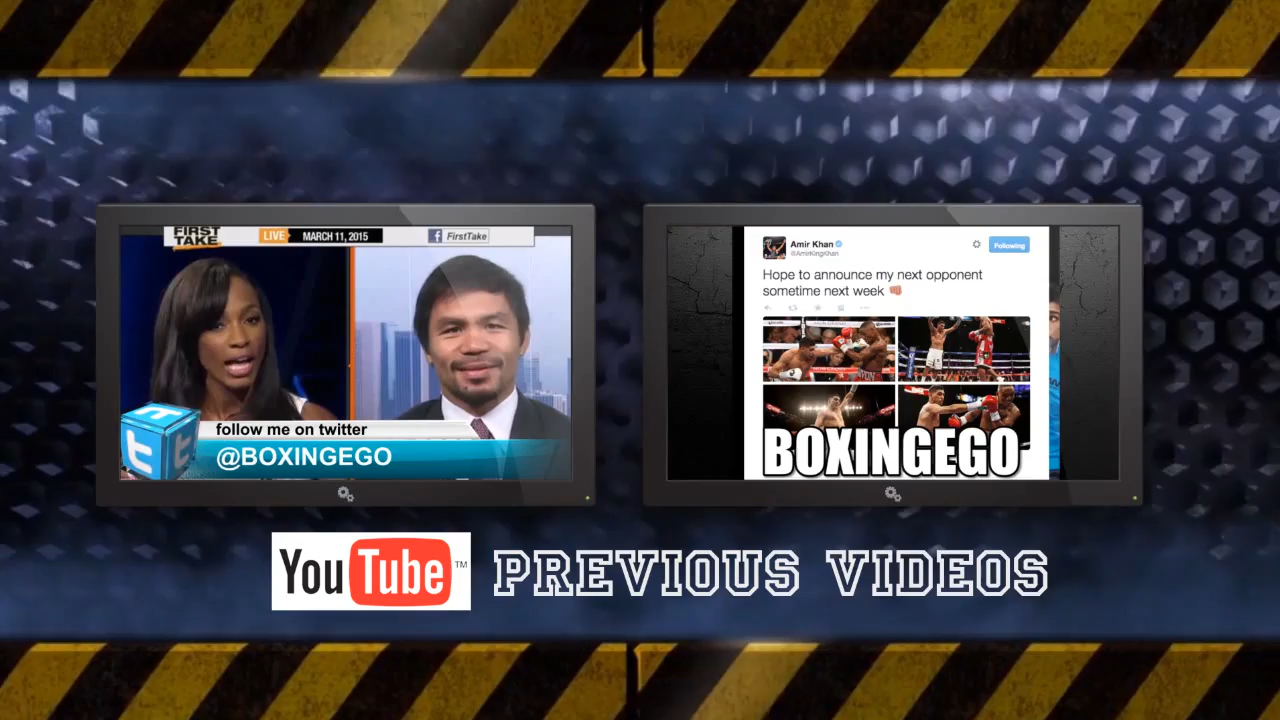 FIRST TAKE
LIVE MARCH 11, 2015
FirstTake
follow me on twitter
@BOXINGEGO
Amir Khan
@AmirKingKhan
Following
Hope to announce my next opponent
sometime next week
BOXINGEGO
YouTube™
PREVIOUS VIDEOS